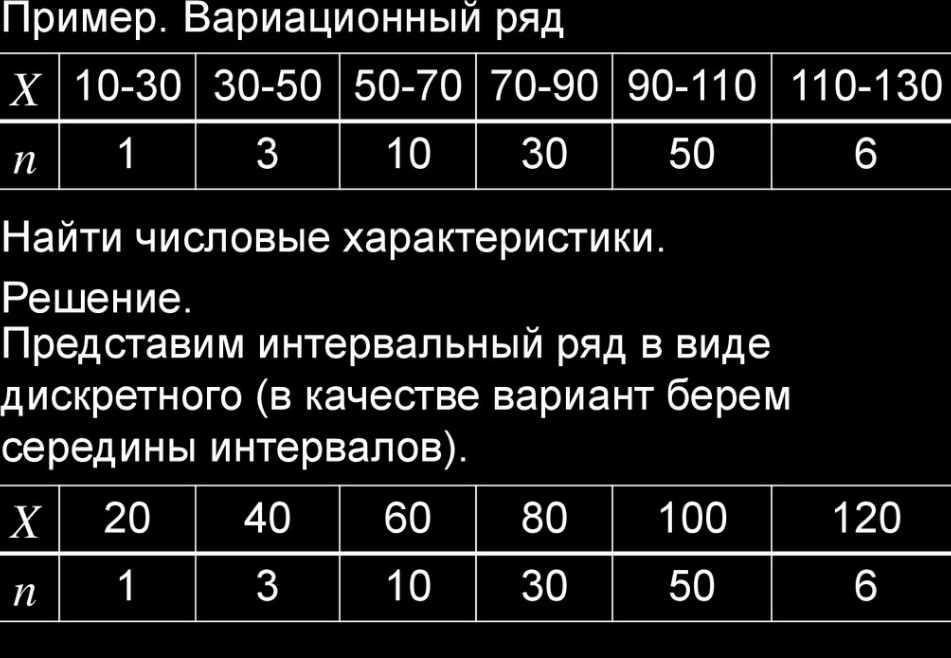 Пример. Вариационный ряд
X 10-30 30-50 50-70 70-90 90-110 110-130
n 1 3 10 30 50 6
Найти числовые характеристики.
Решение.
Представим интервальный ряд в виде
дискретного (в качестве вариант берем
середины интервалов).
X 20 40 60 80 100 120
n 1 3 10 30 50 6